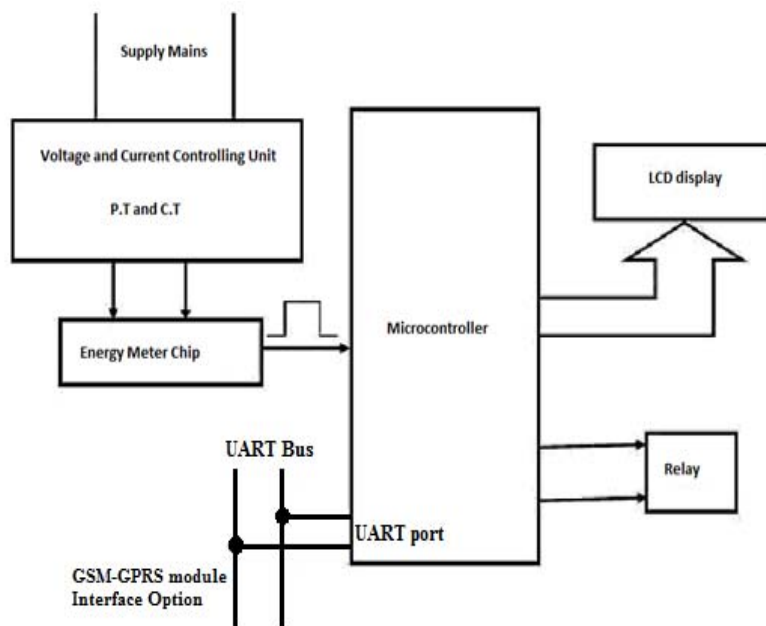 Supply Mains
Voltage and Current Controlling Unit
P.T and C.T
LCD display
Microcontroller
Energy Meter Chip
UART Bus
Relay
UART port
GSM-GPRS module
Interface Option